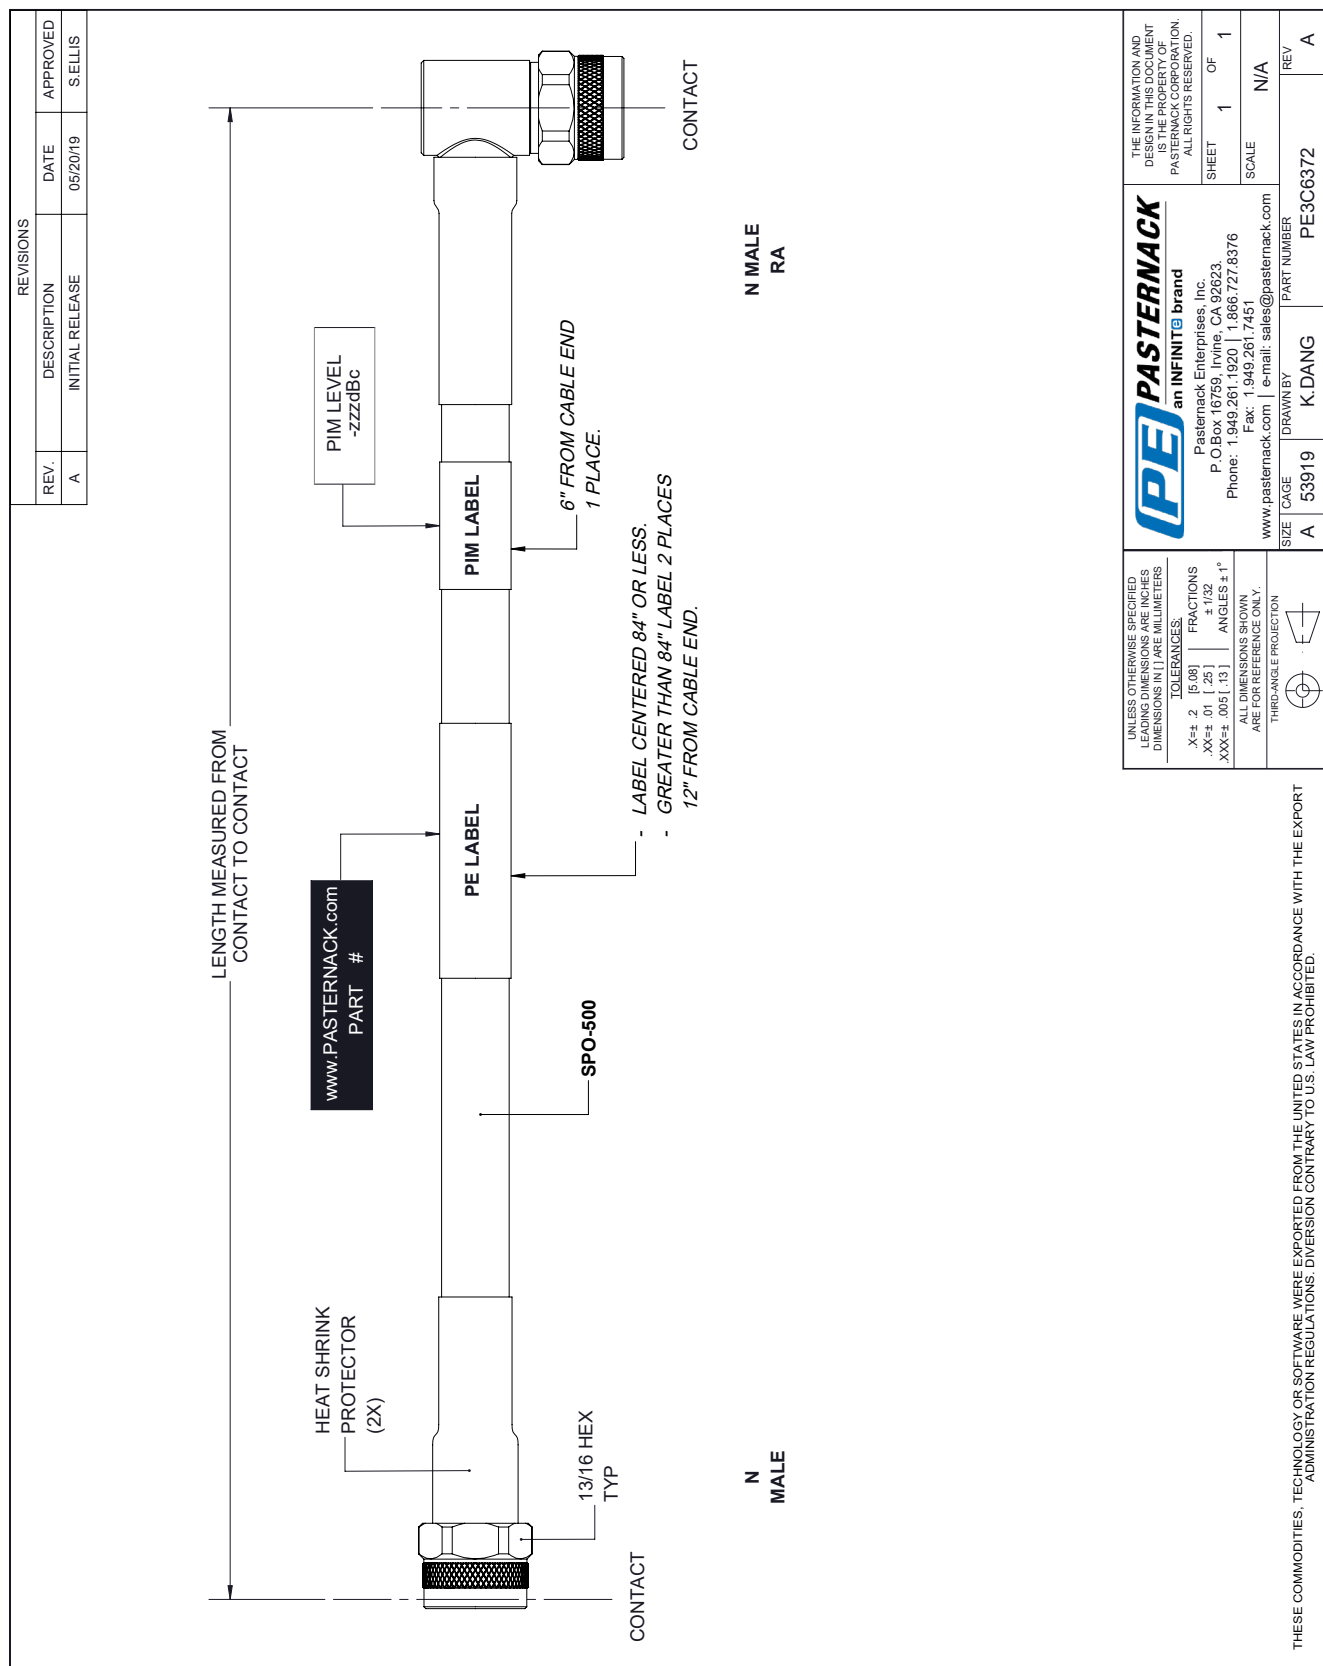 REVISIONS
REV. DESCRIPTION DATE APPROVED
A INITIAL RELEASE 05/20/19 S.ELLIS
LENGTH MEASURED FROM
CONTACT TO CONTACT
HEAT SHRINK
PROTECTOR
(2X)
www.PASTERNACK.com
PART #
PIM LEVEL
-zzzdBc
PE LABEL
PIM LABEL
13/16 HEX
TYP
SPO-500
- LABEL CENTERED 84" OR LESS.
- GREATER THAN 84" LABEL 2 PLACES
12" FROM CABLE END.
6" FROM CABLE END
1 PLACE.
CONTACT
CONTACT
N
MALE
N MALE
RA
UNLESS OTHERWISE SPECIFIED
LEADING DIMENSIONS ARE INCHES
DIMENSIONS IN [ ] ARE MILLIMETERS
TOLERANCES:
.X=± .2 [5.08]
.XX=± .01 [ .25 ]
.XXX=± .005 [ .13 ]
FRACTIONS
± 1/32
ANGLES ± 1°
ALL DIMENSIONS SHOWN
ARE FOR REFERENCE ONLY.
THIRD-ANGLE PROJECTION
PE PASTERNACK
an INFINITe brand
Pasternack Enterprises, Inc.
P.O.Box 16759, Irvine, CA 92623.
Phone: 1.949.261.1920 | 1.866.727.8376
Fax: 1.949.261.7451
www.pasternack.com | e-mail: sales@pasternack.com
THE INFORMATION AND
DESIGN IN THIS DOCUMENT
IS THE PROPERTY OF
PASTERNACK CORPORATION.
ALL RIGHTS RESERVED.
SHEET 1 OF 1
SCALE N/A
SIZE A
CAGE 53919
DRAWN BY K.DANG
PART NUMBER PE3C6372
REV A
THESE COMMODITIES, TECHNOLOGY OR SOFTWARE WERE EXPORTED FROM THE UNITED STATES IN ACCORDANCE WITH THE EXPORT
ADMINISTRATION REGULATIONS. DIVERSION CONTRARY TO U.S. LAW PROHIBITED.